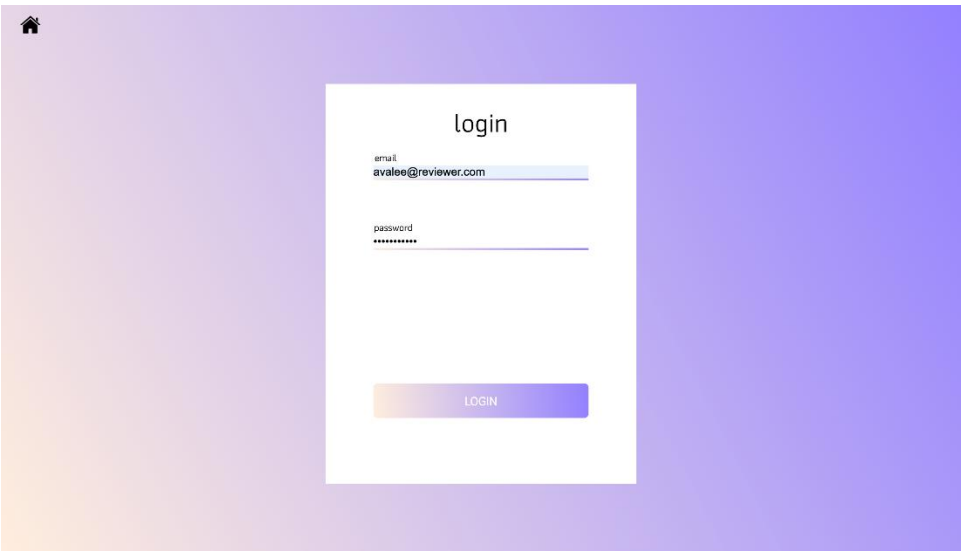 login
email
avalee@reviewer.com
password
•••••••••••
LOGIN